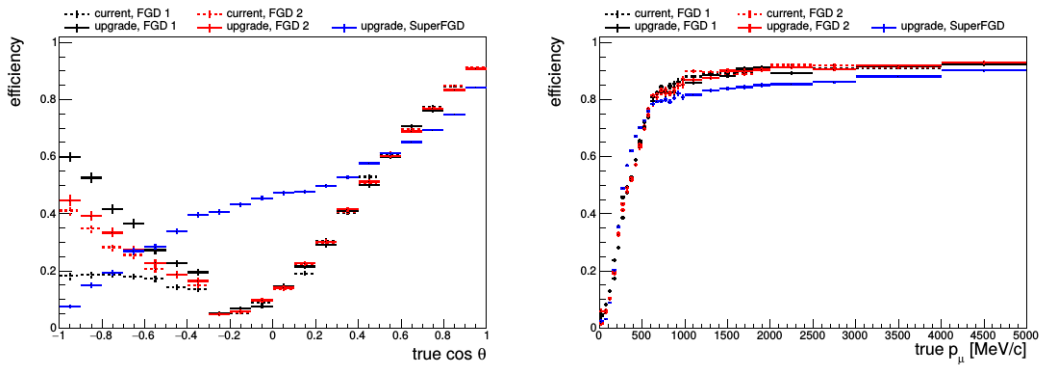 current, FGD 1
current, FGD 2
upgrade, FGD 1
upgrade, FGD 2
upgrade, SuperFGD
efficiency
1
0.8
0.6
0.4
0.2
0
−1 −0.8 −0.6 −0.4 −0.2 0 0.2 0.4 0.6 0.8 1
true cos θ
current, FGD 1
current, FGD 2
upgrade, FGD 1
upgrade, FGD 2
upgrade, SuperFGD
efficiency
1
0.8
0.6
0.4
0.2
0
0 500 1000 1500 2000 2500 3000 3500 4000 4500 5000
true pμ [MeV/c]